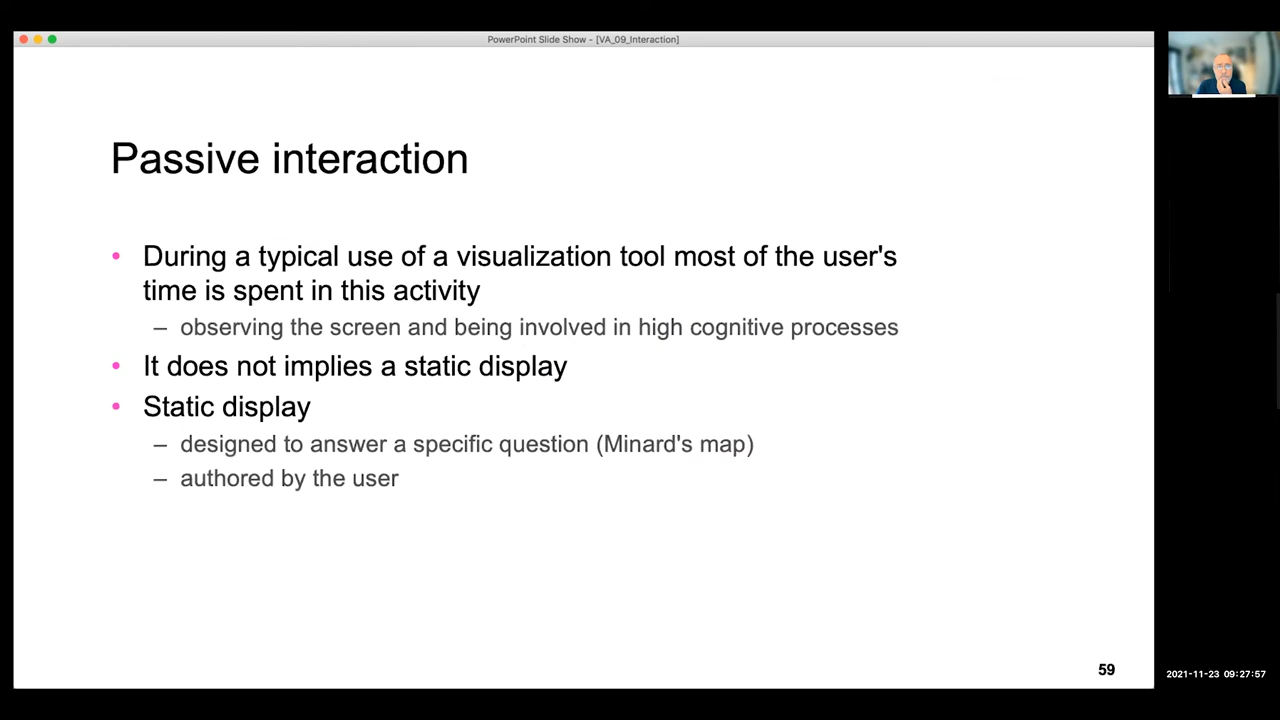 PowerPoint Slide Show - [VA_09_Interaction]
Passive interaction
• During a typical use of a visualization tool most of the user's
time is spent in this activity
– observing the screen and being involved in high cognitive processes
• It does not implies a static display
• Static display
– designed to answer a specific question (Minard's map)
– authored by the user
59
2021-11-23 09:27:57